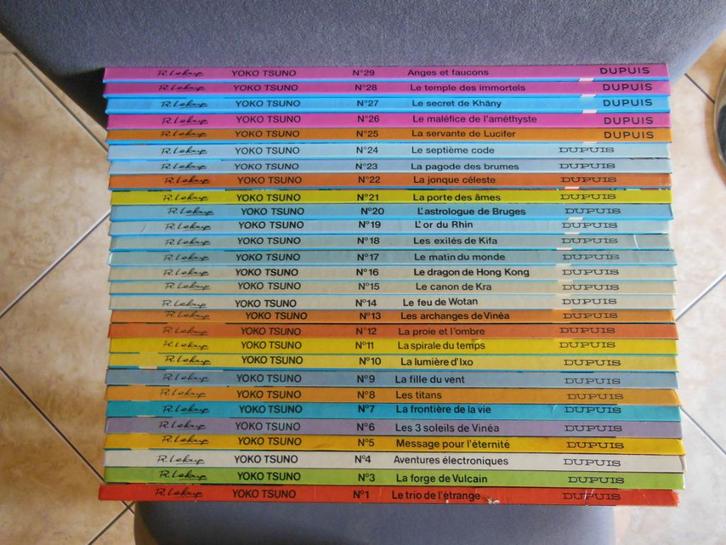 R. Leloup YOKO TSUNO N°29 Anges et faucons DUPUIS
R. Leloup YOKO TSUNO N°28 Le temple des immortels DUPUIS
R. Leloup YOKO TSUNO N°27 Le secret de Khâny DUPUIS
R. Leloup YOKO TSUNO N°26 Le maléfice de l'améthyste DUPUIS
R. Leloup YOKO TSUNO N°25 La servante de Lucifer DUPUIS
R. Leloup YOKO TSUNO N°24 Le septième code DUPUIS
R. Leloup YOKO TSUNO N°23 La pagode des brumes DUPUIS
R. Leloup YOKO TSUNO N°22 La jonque céleste DUPUIS
R. Leloup YOKO TSUNO N°21 La porte des âmes DUPUIS
R. Leloup YOKO TSUNO N°20 L'astrologue de Bruges DUPUIS
R. Leloup YOKO TSUNO N°19 L'or du Rhin DUPUIS
R. Leloup YOKO TSUNO N°18 Les exilés de Kifa DUPUIS
R. Leloup YOKO TSUNO N°17 Le matin du monde DUPUIS
R. Leloup YOKO TSUNO N°16 Le dragon de Hong Kong DUPUIS
R. Leloup YOKO TSUNO N°15 Le canon de Kra DUPUIS
R. Leloup YOKO TSUNO N°14 Le feu de Wotan DUPUIS
R. Leloup YOKO TSUNO N°13 Les archanges de Vinéa DUPUIS
R. Leloup YOKO TSUNO N°12 La proie et l'ombre DUPUIS
R. Leloup YOKO TSUNO N°11 La spirale du temps DUPUIS
R. Leloup YOKO TSUNO N°10 La lumière d'Ixo DUPUIS
R. Leloup YOKO TSUNO N°9 La fille du vent DUPUIS
R. Leloup YOKO TSUNO N°8 Les titans DUPUIS
R. Leloup YOKO TSUNO N°7 La frontière de la vie DUPUIS
R. Leloup YOKO TSUNO N°6 Les 3 soleils de Vinéa DUPUIS
R. Leloup YOKO TSUNO N°5 Message pour l'éternité DUPUIS
R. Leloup YOKO TSUNO N°4 Aventures électroniques DUPUIS
R. Leloup YOKO TSUNO N°3 La forge de Vulcain DUPUIS
R. Leloup YOKO TSUNO N°1 Le trio de l'étrange DUPUIS